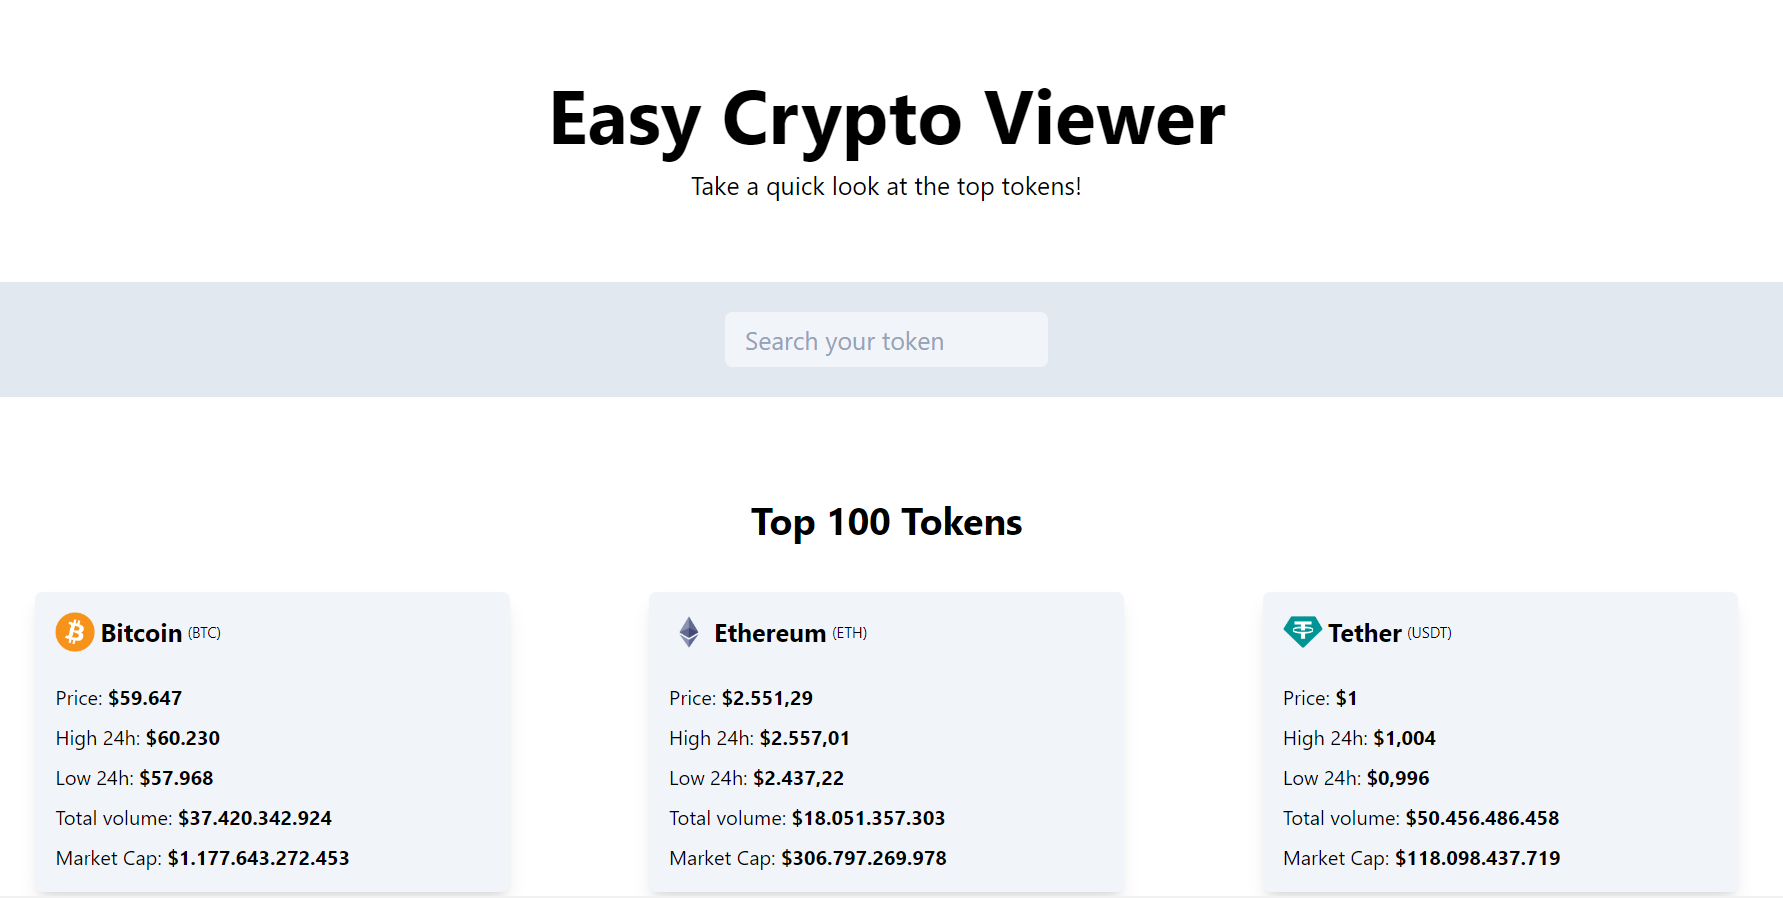 Easy Crypto Viewer
Take a quick look at the top tokens!
Search your token
Top 100 Tokens
Bitcoin (BTC)
Price: $59.647
High 24h: $60.230
Low 24h: $57.968
Total volume: $37.420.342.924
Market Cap: $1.177.643.272.453
Ethereum (ETH)
Price: $2.551,29
High 24h: $2.557,01
Low 24h: $2.437,22
Total volume: $18.051.357.303
Market Cap: $306.797.269.978
Tether (USDT)
Price: $1
High 24h: $1,004
Low 24h: $0,996
Total volume: $50.456.486.458
Market Cap: $118.098.437.719